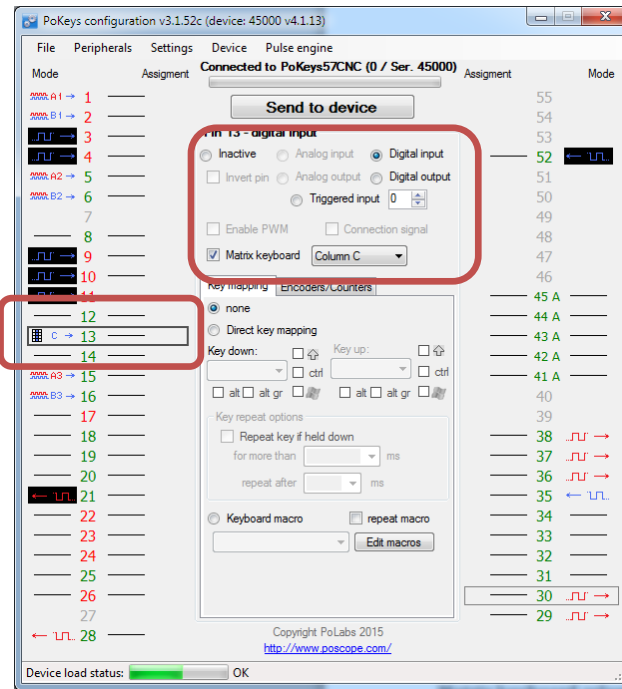 PoKeys configuration v3.1.52c (device: 45000 v4.1.13)
File Peripherals Settings Device Pulse engine
Mode Assigment Connected to PoKeys57CNC (0 / Ser. 45000) Assigment Mode
Send to device
Pin 13 - digital input
Inactive Analog input Digital input
Invert pin Analog output Digital output
Triggered input 0
Enable PWM Connection signal
Matrix keyboard Column C
Key mapping Encoders/Counters
none
Direct key mapping
Key down: Key up:
ctrl ctrl
alt alt gr alt alt gr
Key repeat options
Repeat key if held down
for more than ms
repeat after ms
Keyboard macro repeat macro
Edit macros
Copyright PoLabs 2015
http://www.poscope.com/
A1 → 1
B1 → 2
→ 3
→ 4
A2 → 5
B2 → 6
7
8
→ 9
→ 10
11
12
C → 13
14
A3 → 15
B3 → 16
17
18
19
20
← 21
22
23
24
25
26
27
← 28
55
54
53
52 ←
51
50
49
48
47
46
45 A
44 A
43 A
42 A
41 A
40
39
38 →
37 →
36 →
35 ←
34
33
32
31
30 →
29 →
Device load status: OK